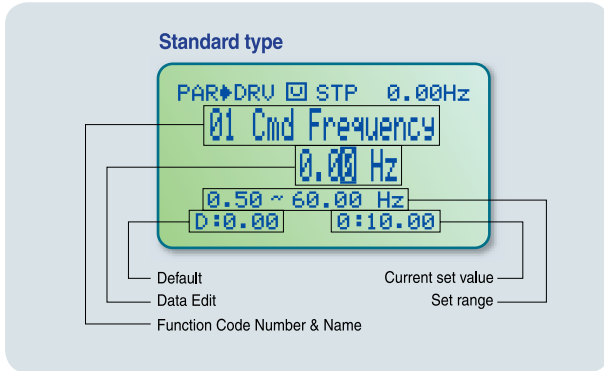 Standard type
PAR➧DRV U STP 0.00Hz
01 Cmd Frequency
0.00 Hz
0.50 ~ 60.00 Hz
D:0.00 0:10.00
Default Current set value
Data Edit Set range
Function Code Number & Name